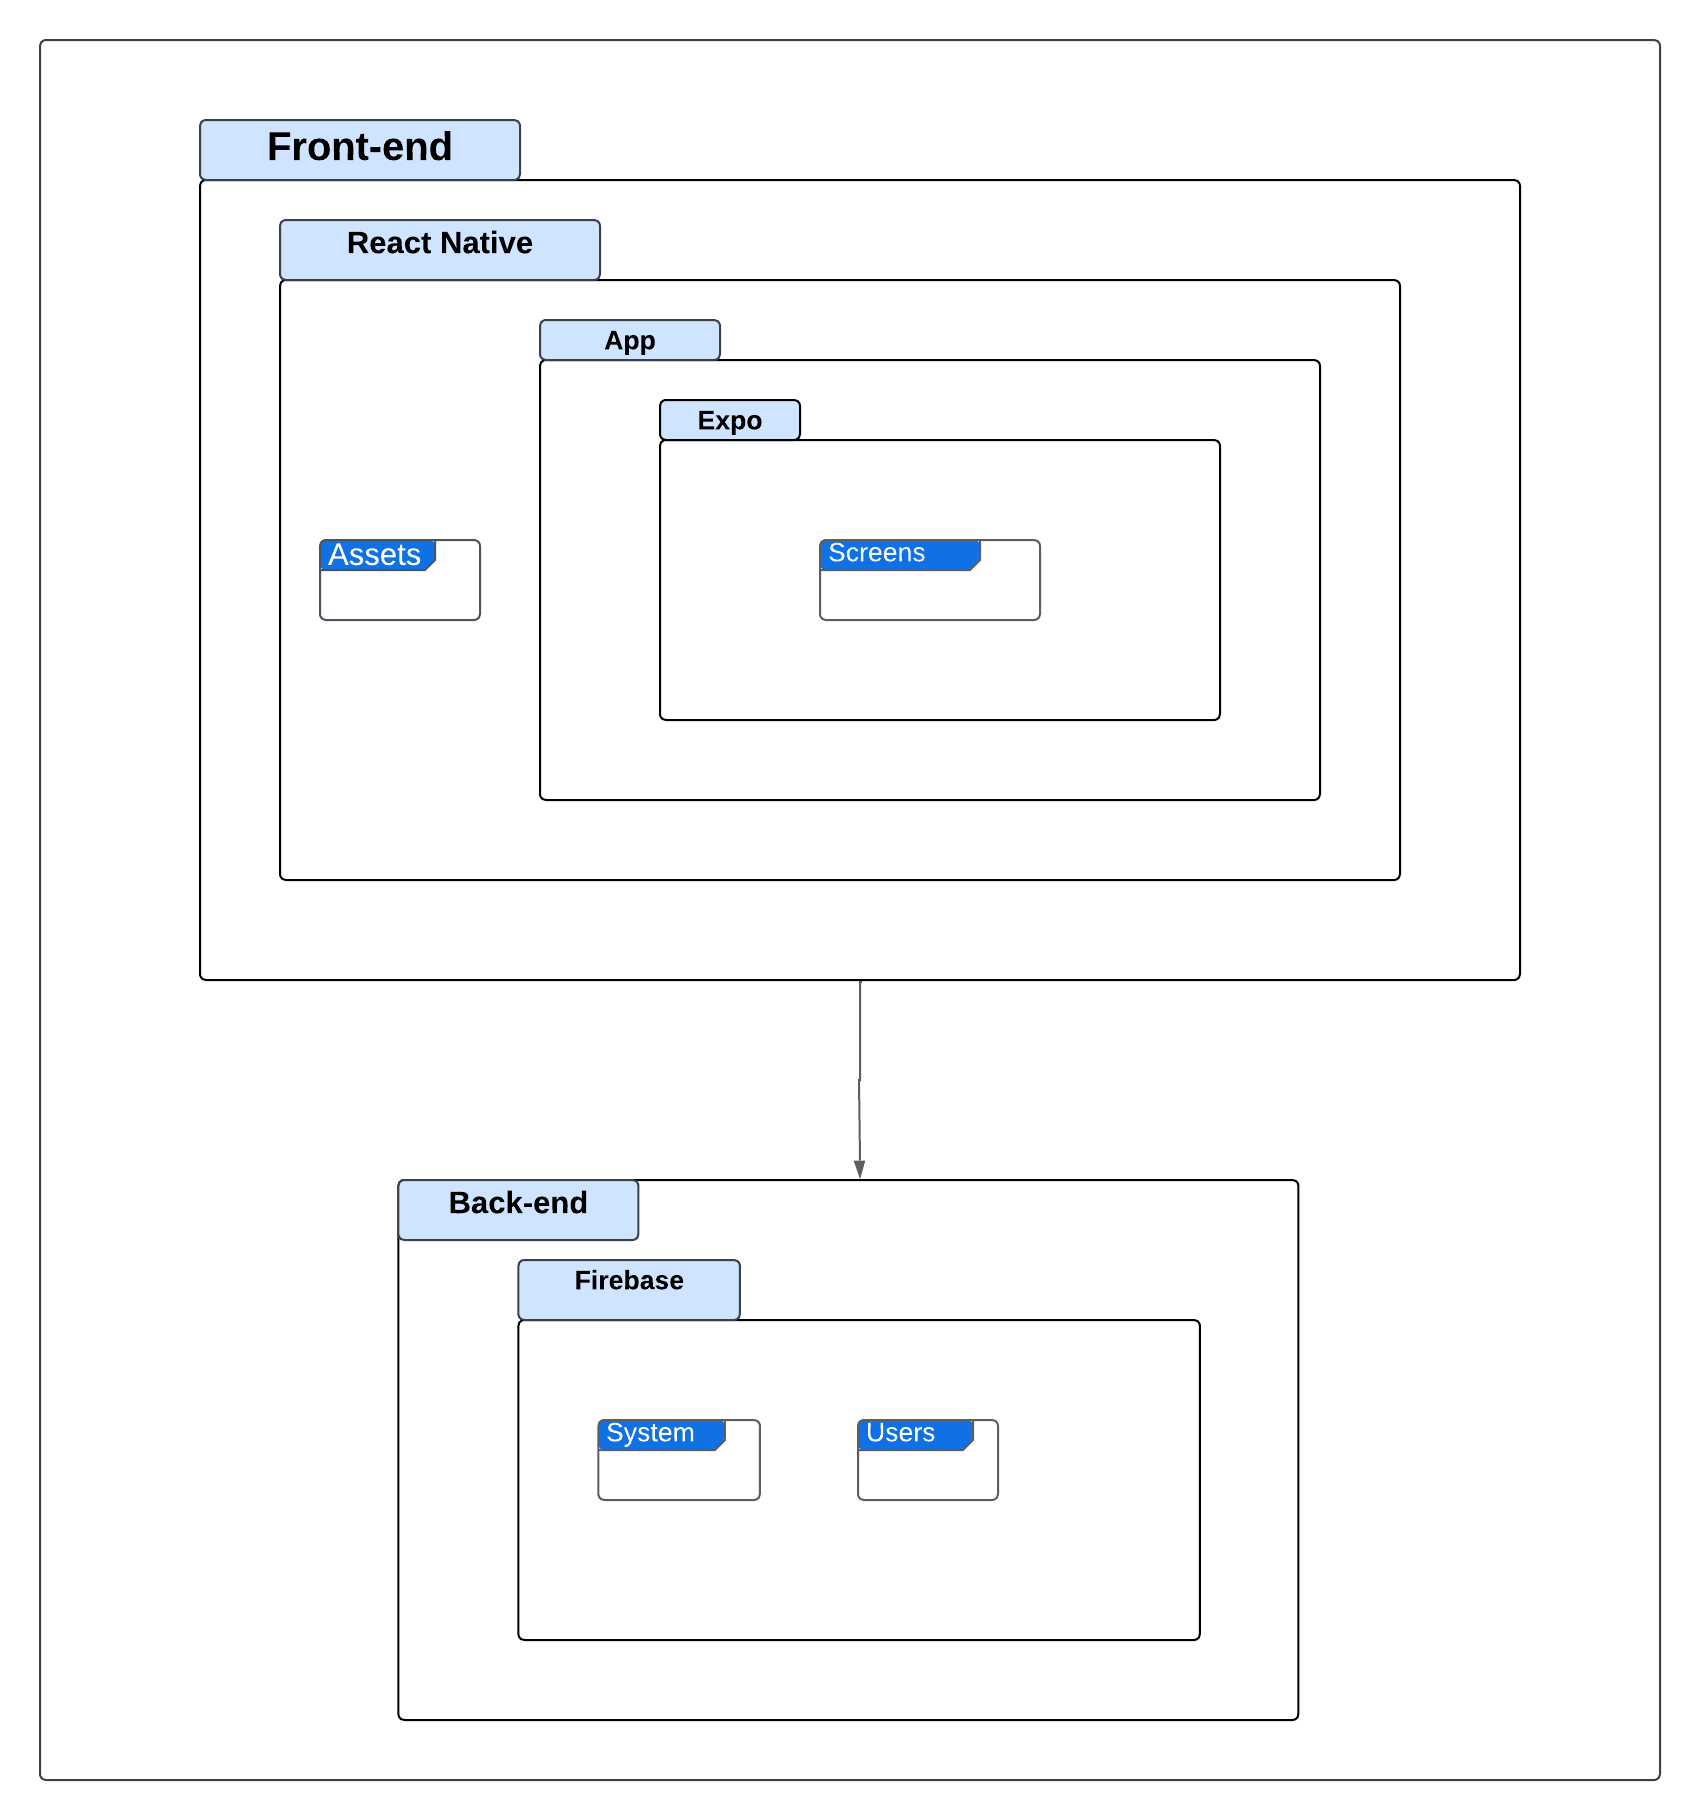 Front-end
React Native
App
Expo
Assets
Screens
Back-end
Firebase
System
Users